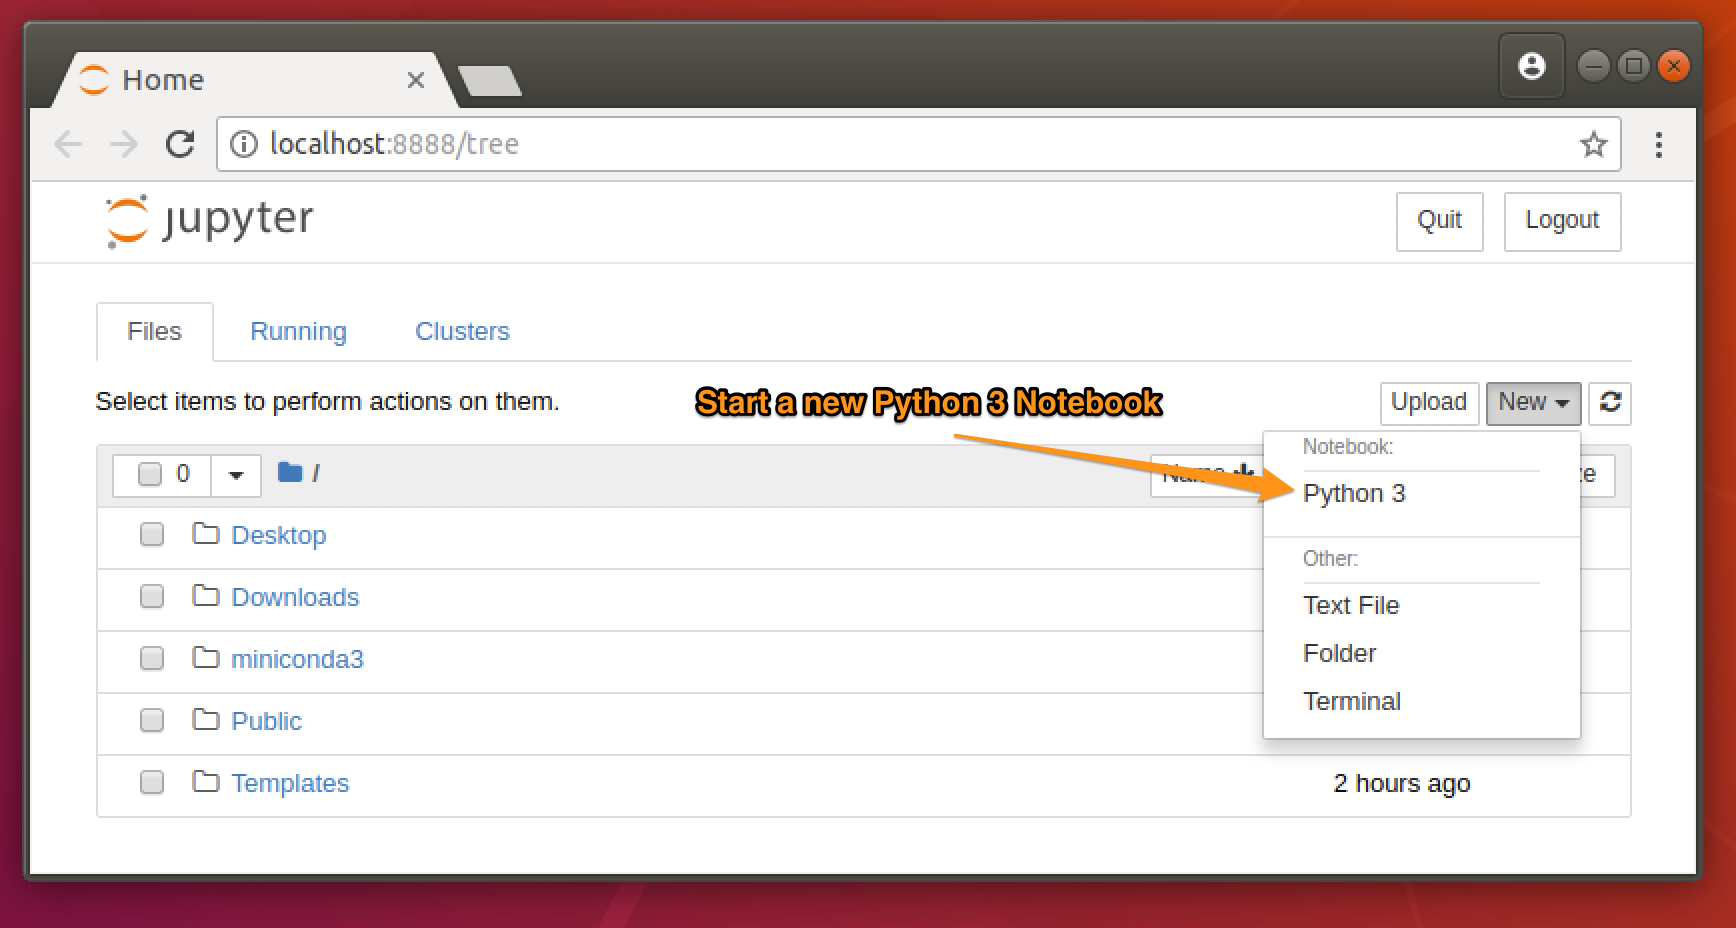 Home
localhost:8888/tree
jupyter
Quit Logout
Files Running Clusters
Select items to perform actions on them.
Start a new Python 3 Notebook
Upload New
0 /
Name
Notebook:
Python 3
Other:
Text File
Folder
Terminal
Desktop
Downloads
miniconda3
Public
Templates 2 hours ago